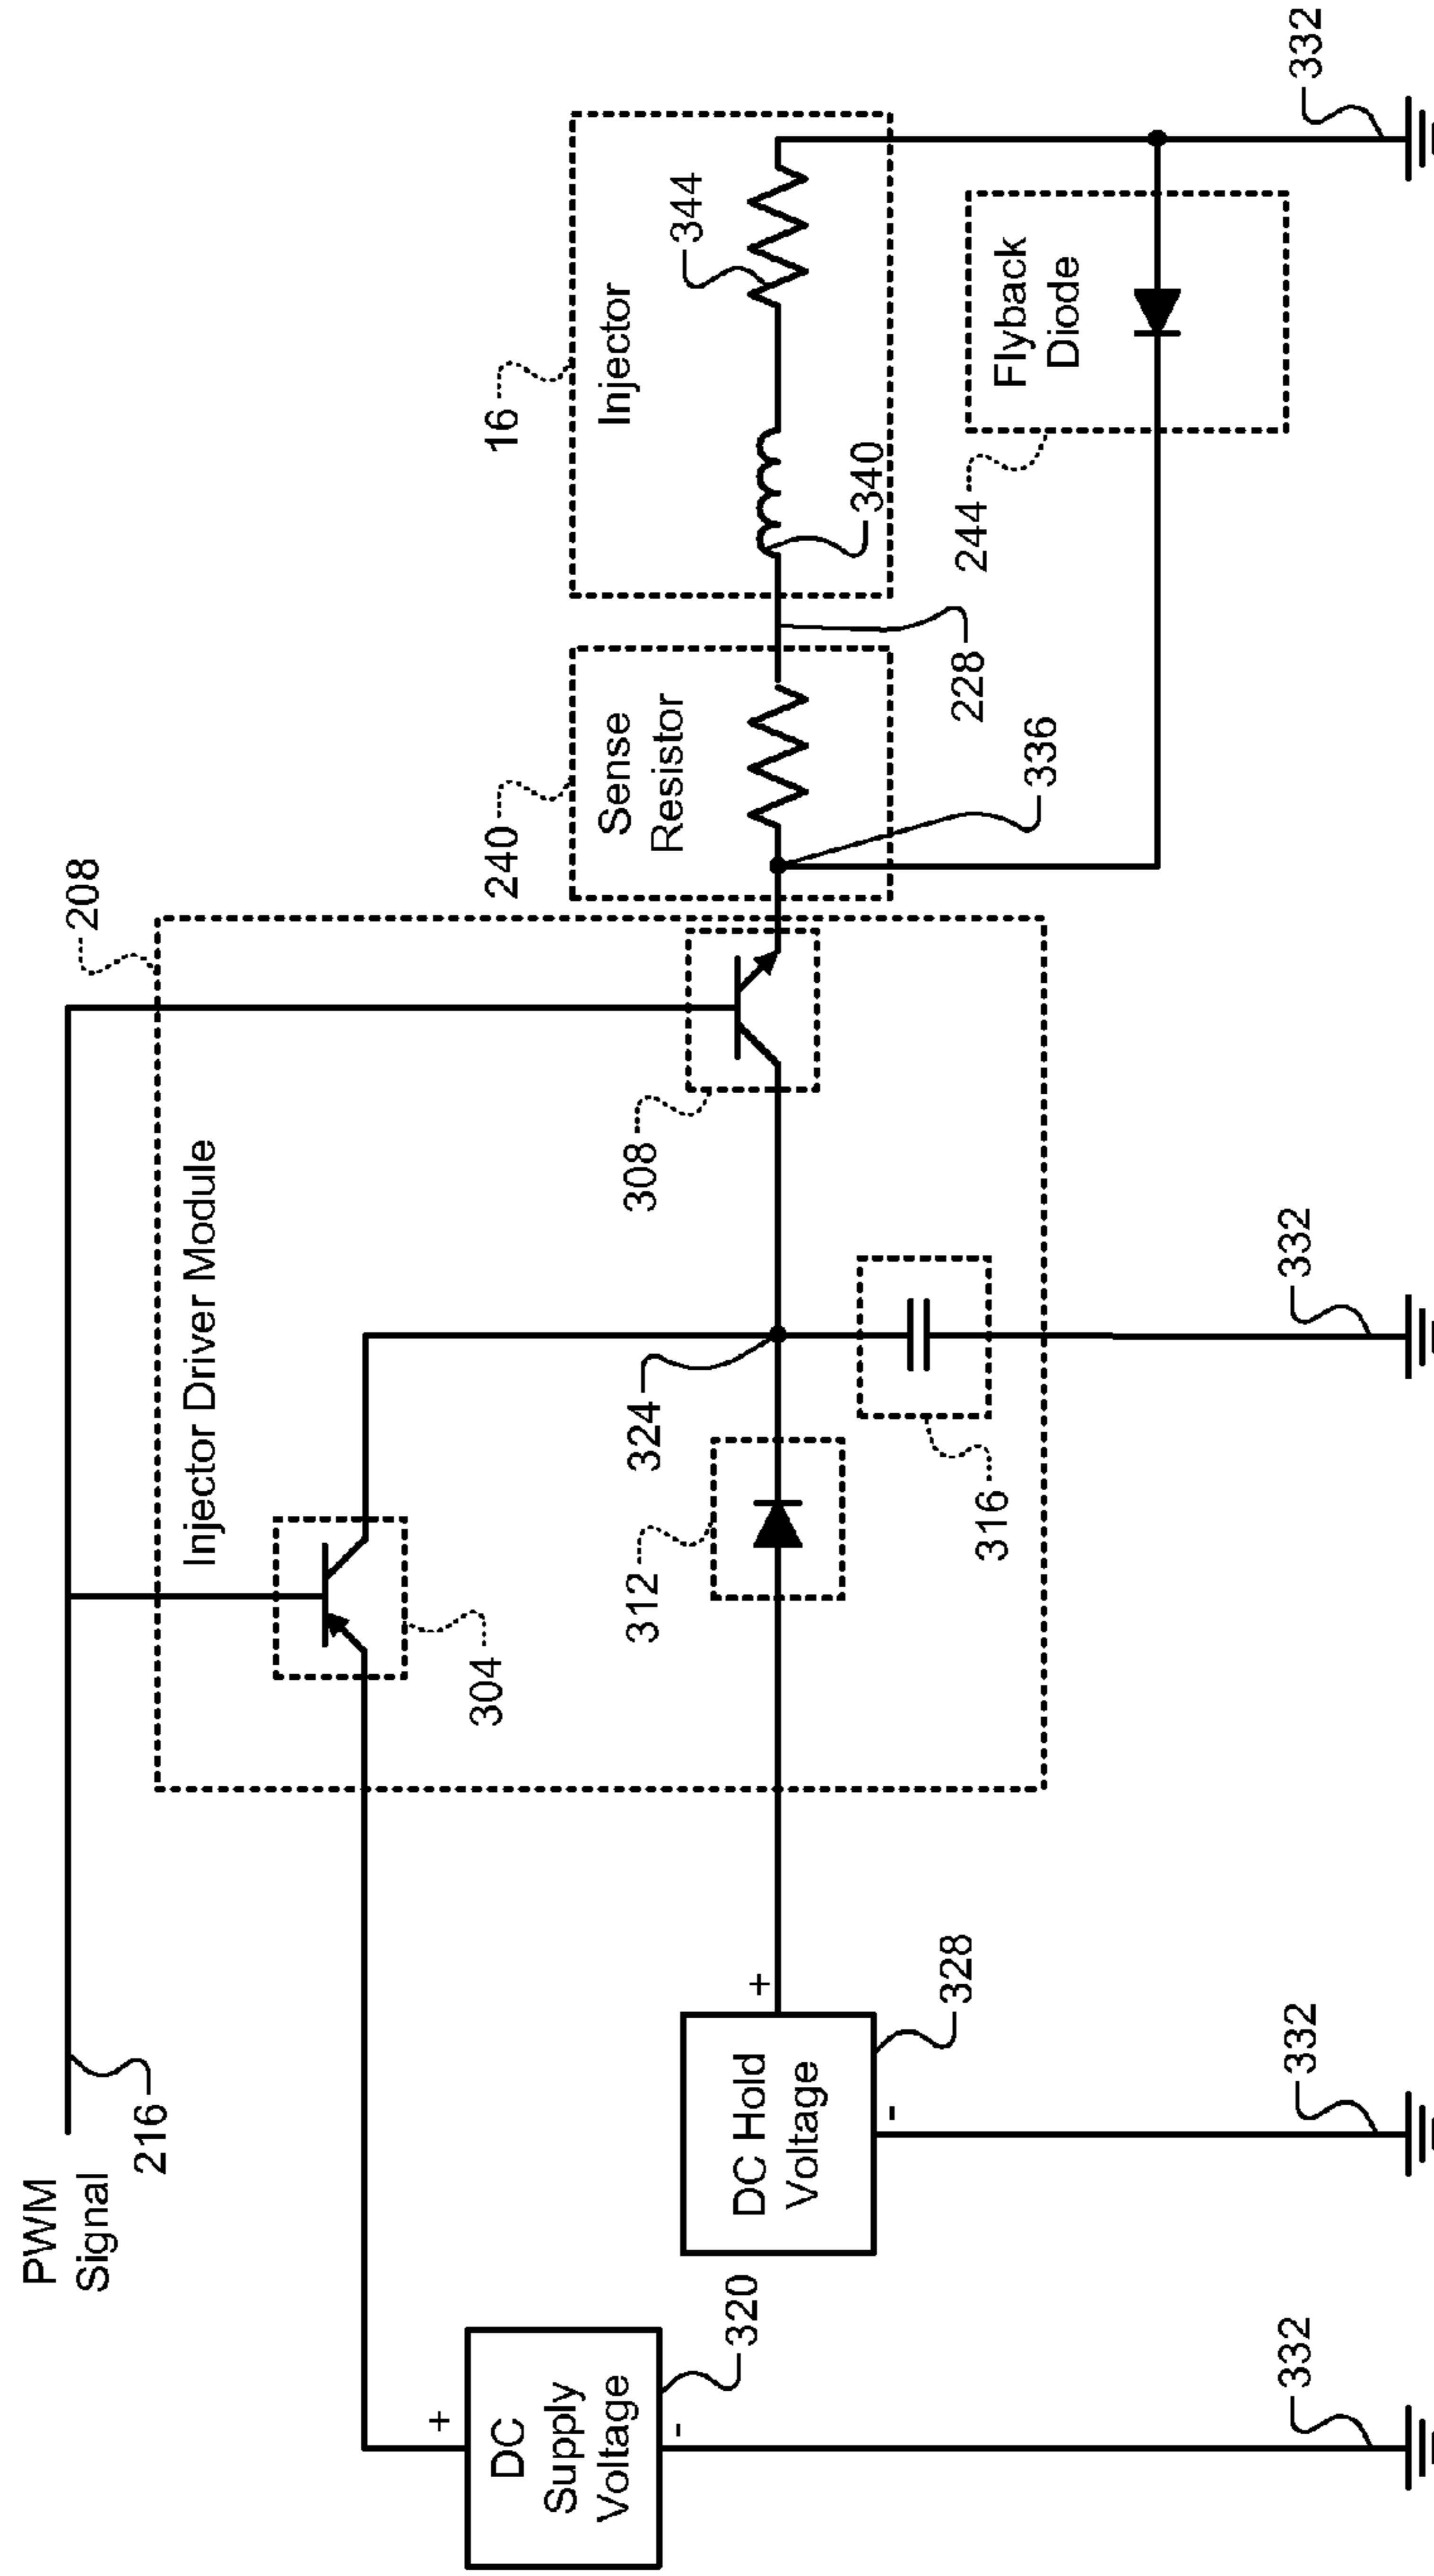 PWM
Signal
216
208
Injector Driver Module
304
308
240
Sense
Resistor
16
Injector
344
340
228
336
244
Flyback
Diode
324
312
316
+
DC
Supply
Voltage
-
320
+
DC Hold
Voltage
-
328
332
332
332
332